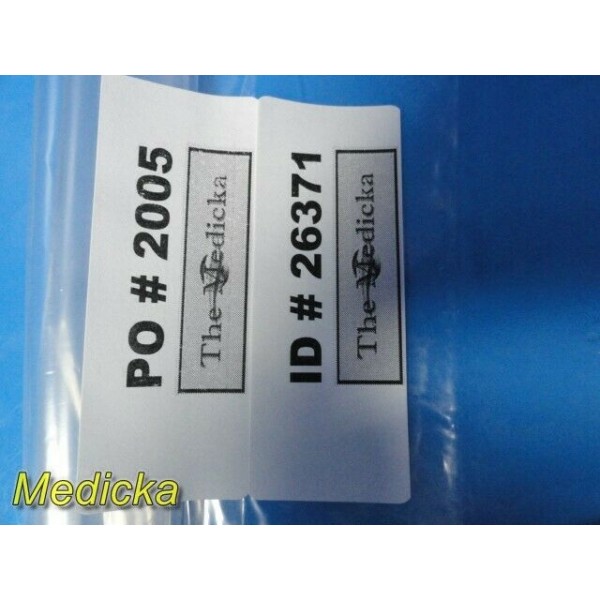 PO # 2005
The Medicka
ID # 26371
The Medicka
Medicka